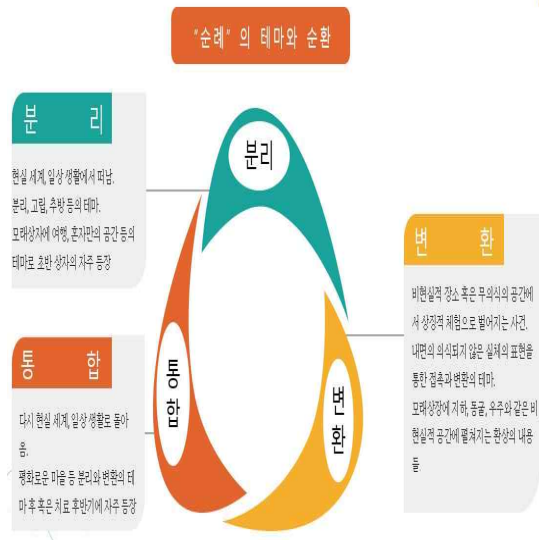 "순례" 의 테마와 순환
분 리
현실 세계, 일상 생활에서 떠남.
분리, 고립, 추방 등의 테마.
모래상자에 여행, 혼자만의 공간 등의
테마로 초반 상자의 자주 등장
분리
변 환
비현실적 장소 혹은 무의식의 공간에
서 상징적 체험으로 벌어지는 사건.
내면의 의식되지 않은 실체의 표현을
통한 접촉과 변환의 테마.
모래상장에 지하, 동굴, 우주와 같은 비
현실적 공간에 펼쳐지는 환상의 내용
들
통 합
다시 현실 세계, 일상 생활로 돌아
옴.
평화로운 마을 등 분리와 변환의 테
마 후 혹은 치료 후반기에 자주 등장
통
합
변
환